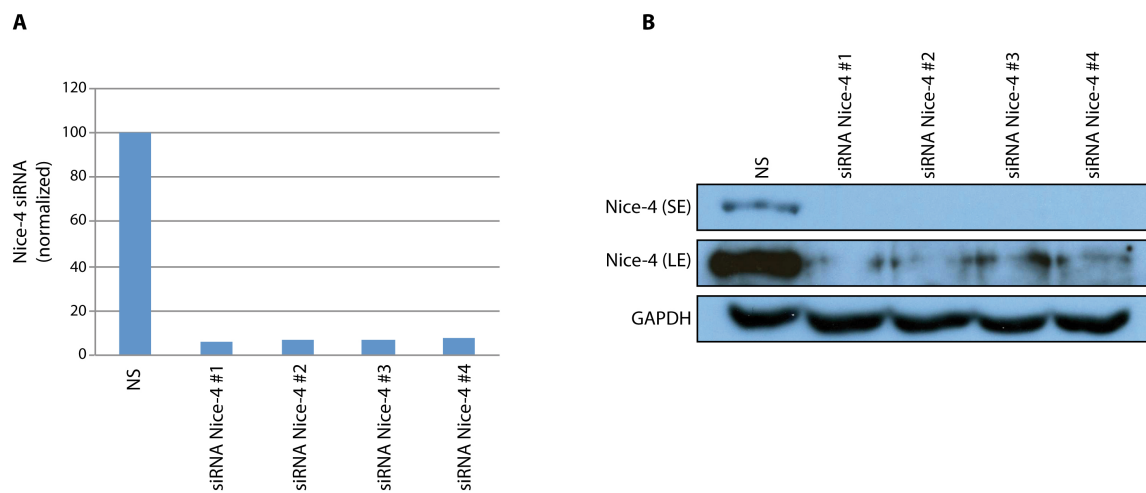 A
Nice-4 siRNA
(normalized)
120
100
80
60
40
20
0
NS
siRNA Nice-4 #1
siRNA Nice-4 #2
siRNA Nice-4 #3
siRNA Nice-4 #4
B
NS
siRNA Nice-4 #1
siRNA Nice-4 #2
siRNA Nice-4 #3
siRNA Nice-4 #4
Nice-4 (SE)
Nice-4 (LE)
GAPDH